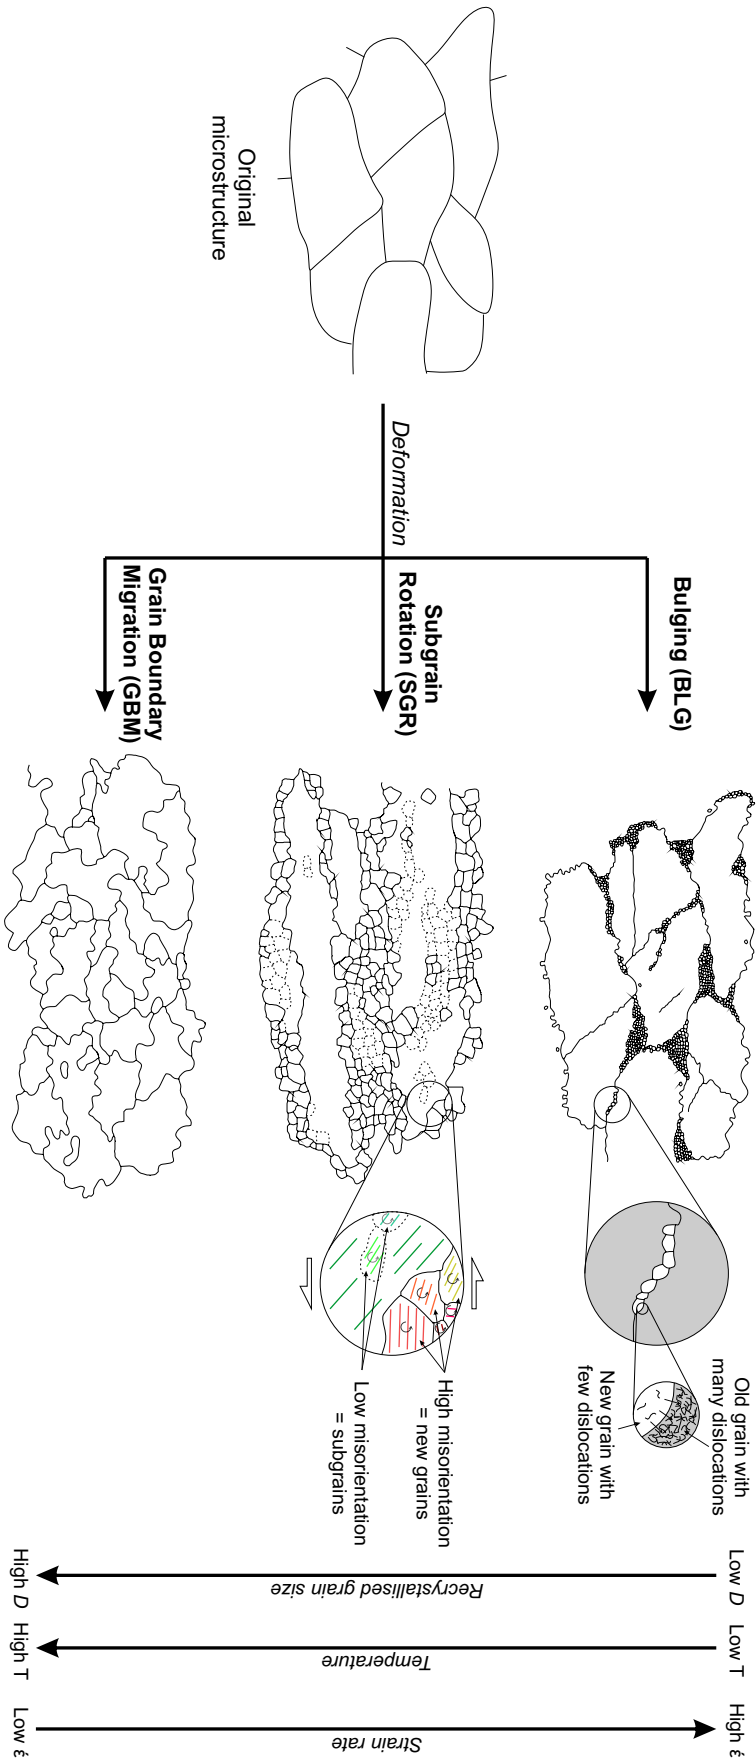 Original
microstructure
Deformation
Bulging (BLG)
Subgrain
Rotation (SGR)
Grain Boundary
Migration (GBM)
Old grain with
many dislocations
New grain with
few dislocations
High misorientation
= new grains
Low misorientation
= subgrains
Low D
Recrystallised grain size
High D
Low T
Temperature
High T
High ε
Strain rate
Low ε